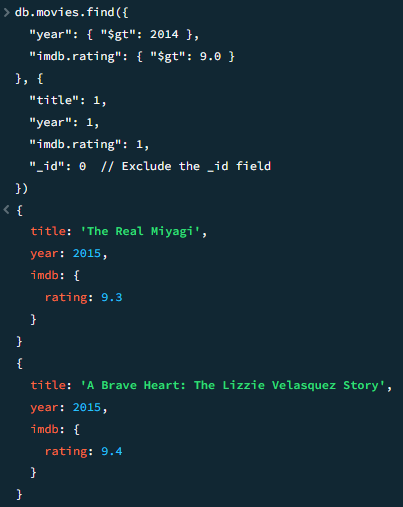 > db.movies.find({
"year": { "$gt": 2014 },
"imdb.rating": { "$gt": 9.0 }
}, {
"title": 1,
"year": 1,
"imdb.rating": 1,
"_id": 0  // Exclude the _id field
})
< {
title: 'The Real Miyagi',
year: 2015,
imdb: {
rating: 9.3
}
}
{
title: 'A Brave Heart: The Lizzie Velasquez Story',
year: 2015,
imdb: {
rating: 9.4
}
}